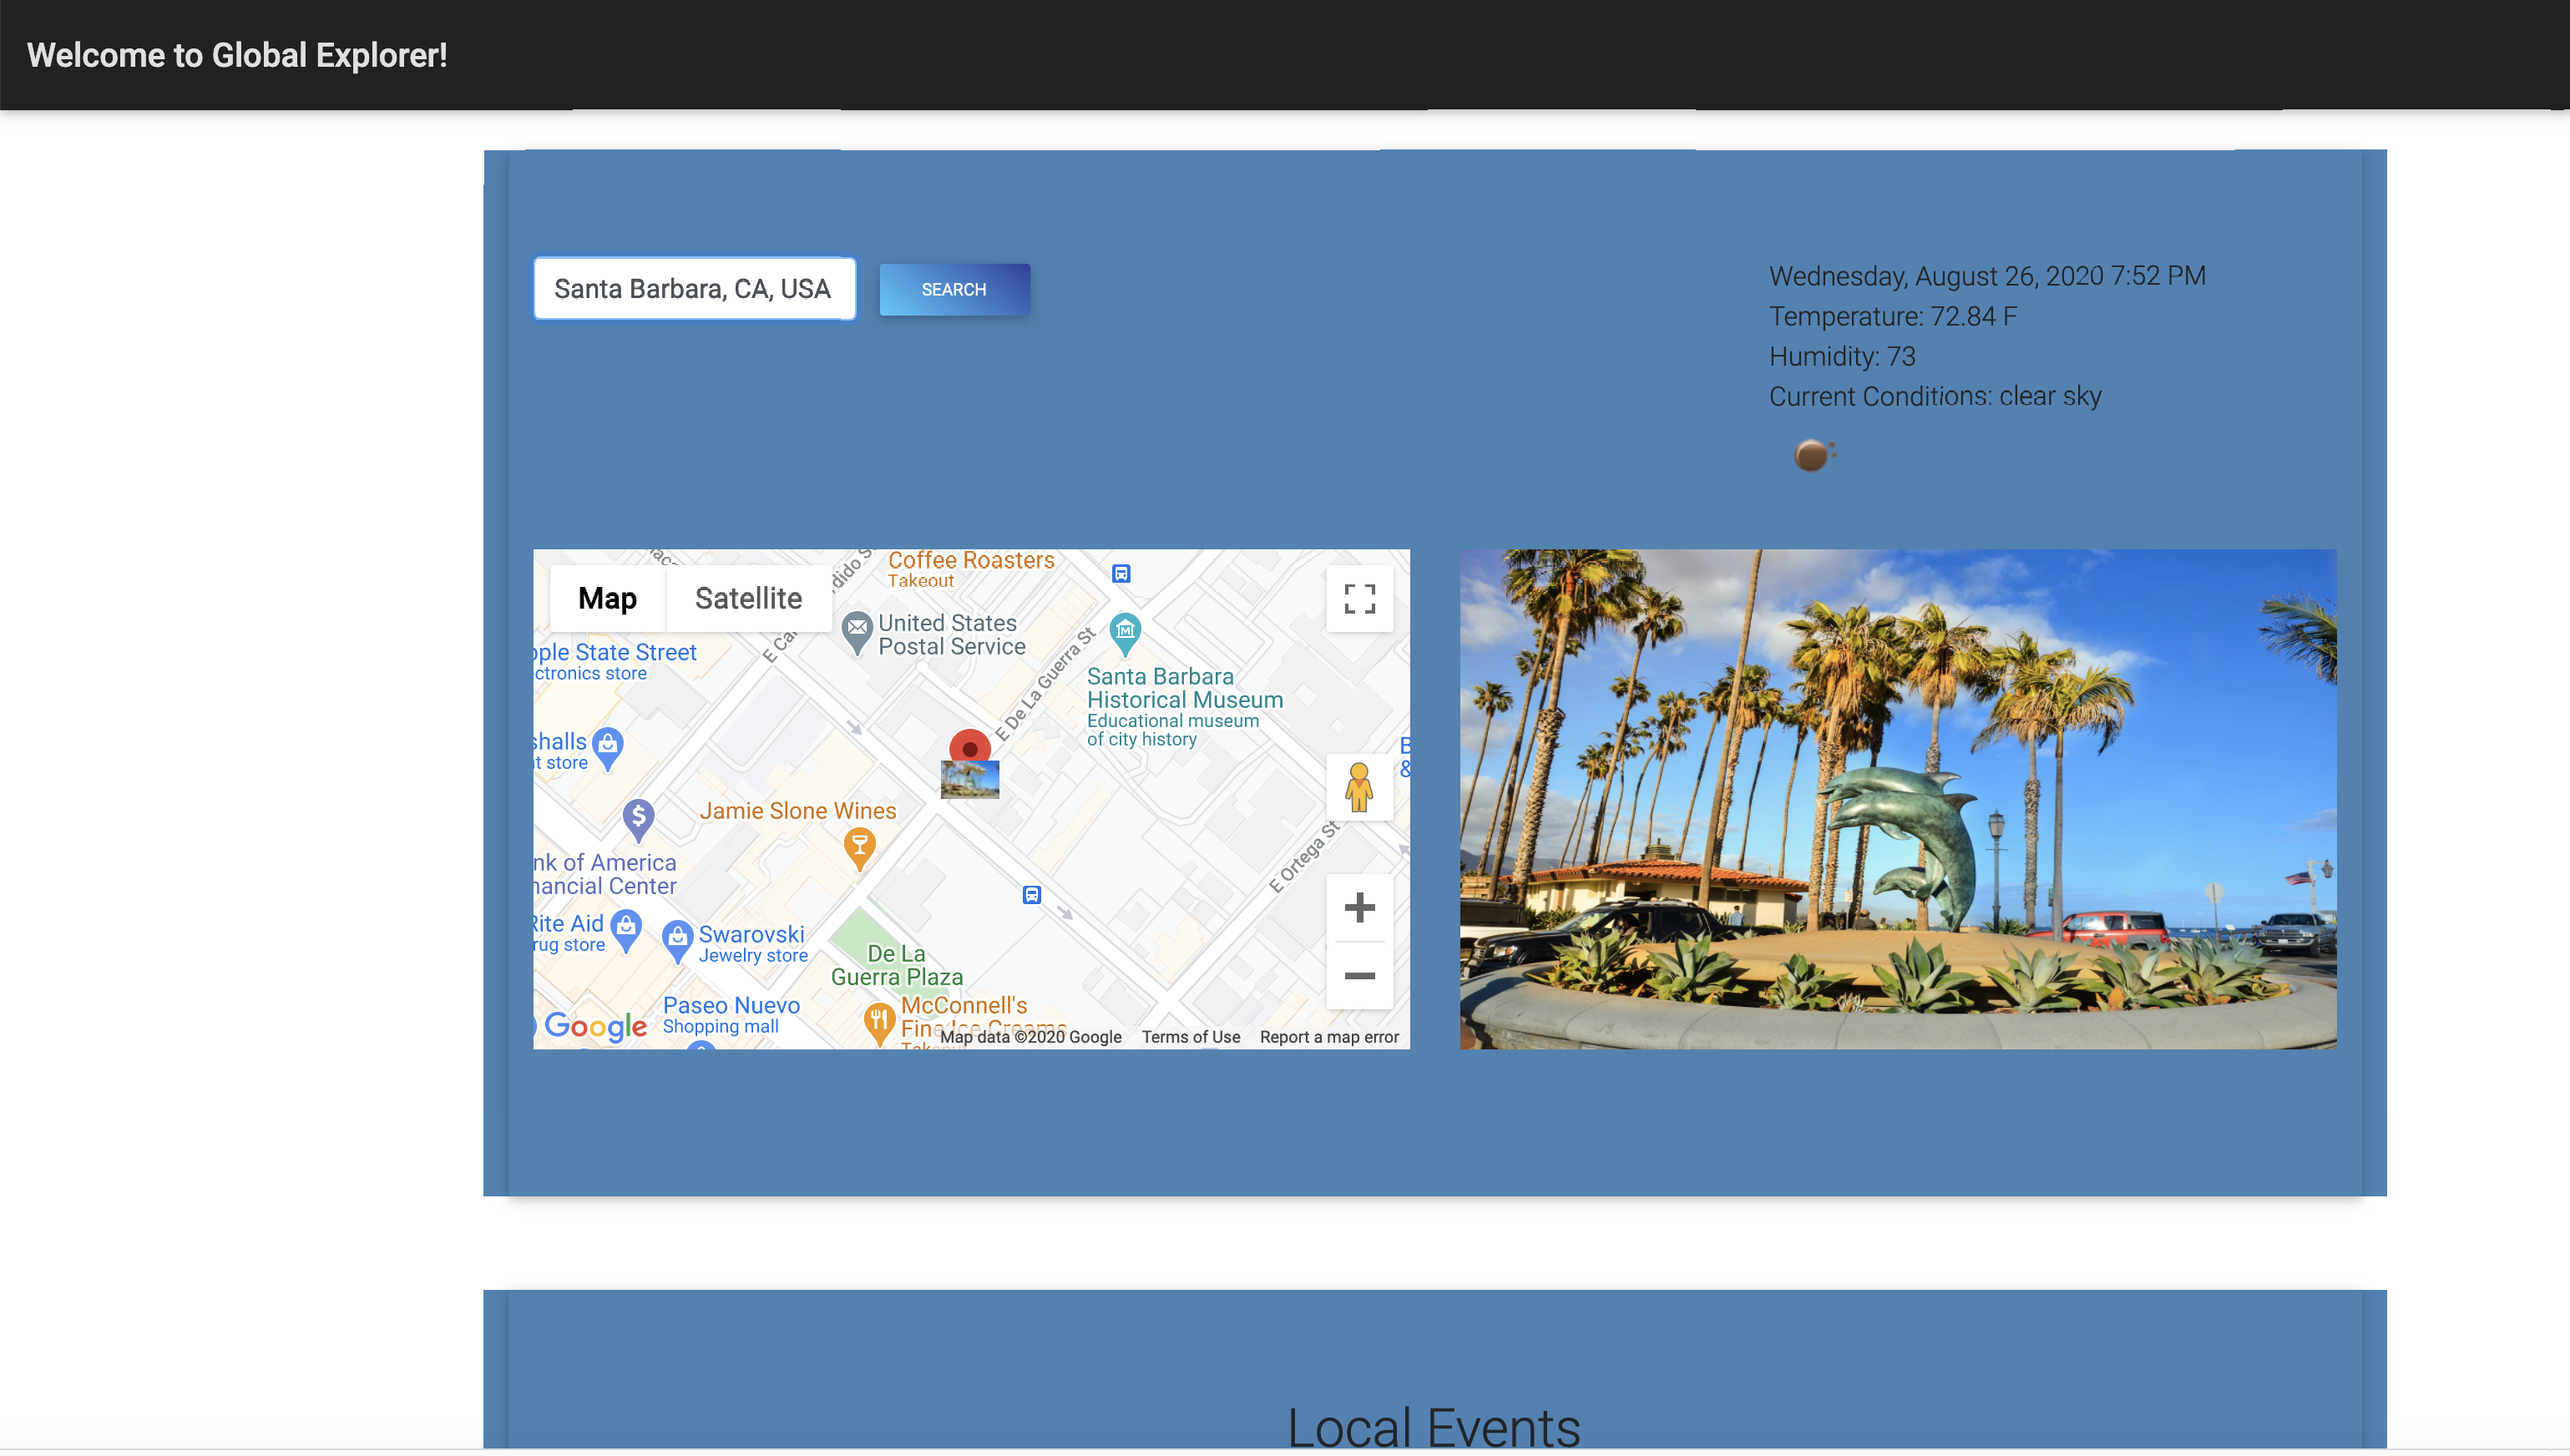 Welcome to Global Explorer!
Santa Barbara, CA, USA
SEARCH
Wednesday, August 26, 2020 7:52 PM
Temperature: 72.84 F
Humidity: 73
Current Conditions: clear sky
Map
Satellite
Coffee Roasters
Takeout
United States
Postal Service
E De La Guerra St
Santa Barbara
Historical Museum
Educational museum
of city history
pple State Street
ctronics store
shalls
t store
Jamie Slone Wines
nk of America
nancial Center
E Ortega St
Rite Aid
rug store
Swarovski
Jewelry store
De La
Guerra Plaza
Paseo Nuevo
Shopping mall
McConnell's
Fine Ice Creams
Google
Map data ©2020 Google
Terms of Use
Report a map error
Local Events